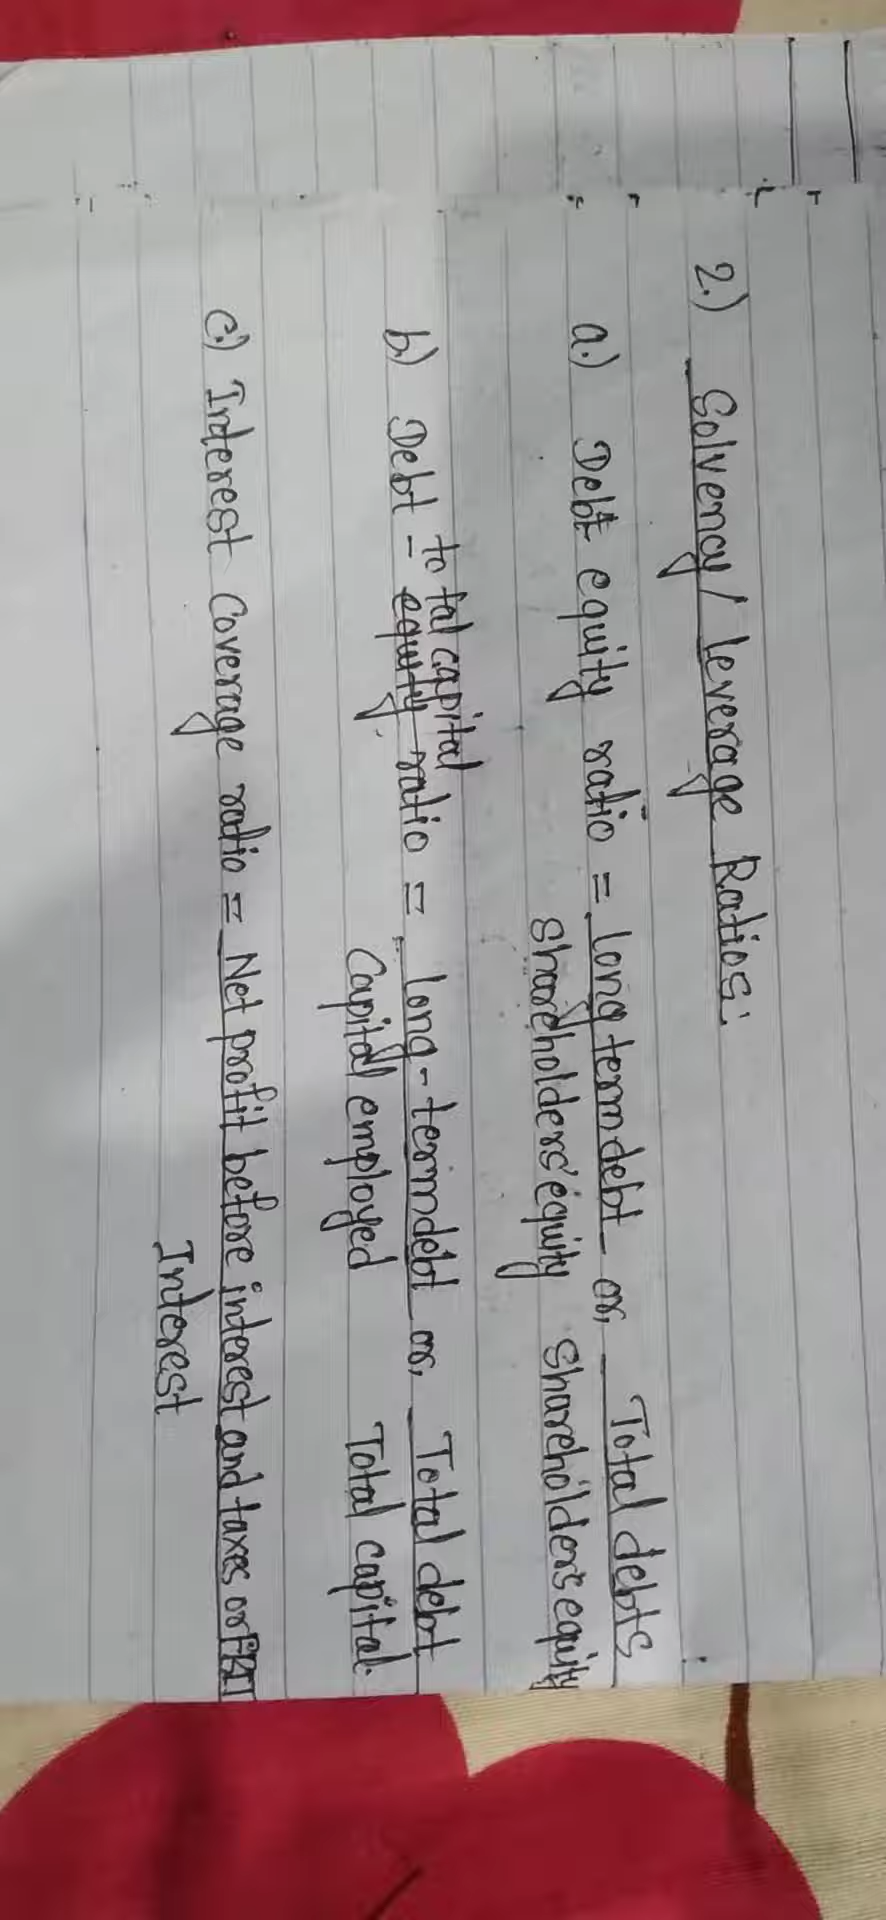 2.) Solvency / leverage Ratios:
a.) Debt equity ratio = long term debt or, Total debts
shareholders' equity shareholders equity
total capital
b.) Debt - equity ratio = long-term debt or, Total debt
Capital employed Total capital.
c.) Interest Coverage ratio = Net profit before interest and taxes or EBIT
Interest